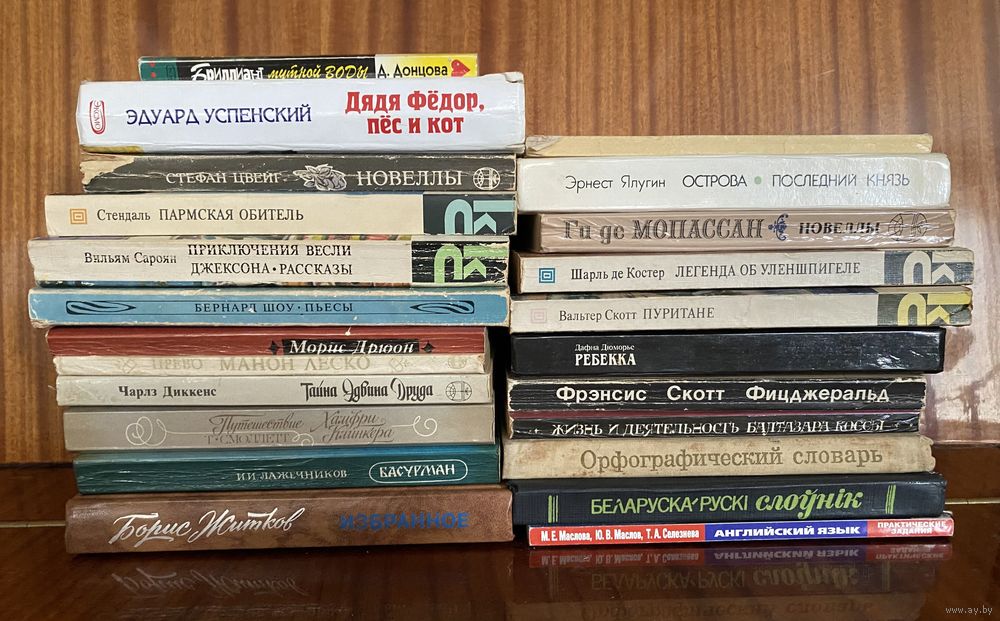 Бриллиант мутной воды Д. Донцова
ЭКСМО
ЭДУАРД УСПЕНСКИЙ
ДЯДЯ ФЁДОР,
ПЁС И КОТ
СТЕФАН ЦВЕЙГ НОВЕЛЛЫ
Стендаль ПАРМСКАЯ ОБИТЕЛЬ
Вильям Сароян ПРИКЛЮЧЕНИЯ ВЕСЛИ
ДЖЕКСОНА • РАССКАЗЫ
БЕРНАРД ШОУ • ПЬЕСЫ
Морис Дрюон
ПРЕВО МАНОН ЛЕСКО
Чарлз Диккенс Тайна Эдвина Друда
Путешествие Хамфри
Т • СМОЛЛЕТТ Клинкера
И.И. ЛАЖЕЧНИКОВ БАСУРМАН
Борис Житков ИЗБРАННОЕ
Эрнест Ялугин ОСТРОВА • ПОСЛЕДНИЙ КНЯЗЬ
Ги де МОПАССАН НОВЕЛЛЫ
Шарль де Костер ЛЕГЕНДА ОБ УЛЕНШПИГЕЛЕ
Вальтер Скотт ПУРИТАНЕ
Дафна Дюморье
РЕБЕККА
Фрэнсис Скотт Фицджеральд
ЖИЗНЬ И ДЕЯТЕЛЬНОСТЬ БАЛТАЗАРА КОССЫ
Орфографический словарь
БЕЛАРУСКА-РУСКІ слоўнік
М. Е. Маслова, Ю. В. Маслов, Т. А. Селезнева АНГЛИЙСКИЙ ЯЗЫК ПРАКТИЧЕСКИЕ
ЗАДАНИЯ
www.ay.by